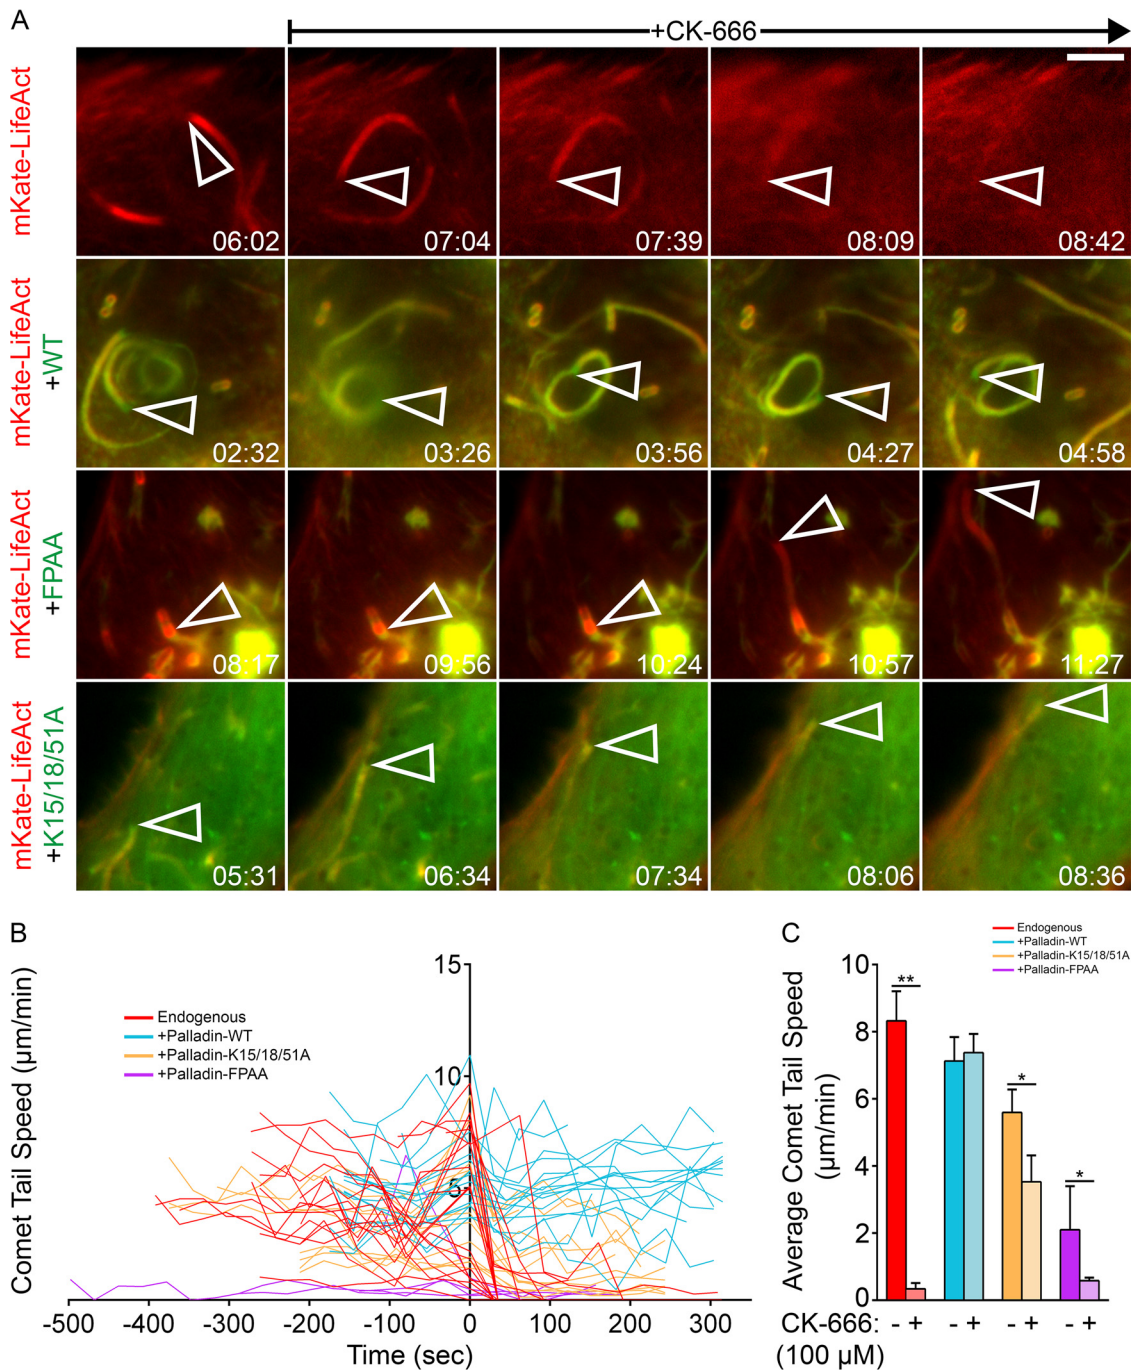 A
+CK-666
mKate-LifeAct
06:02
07:04
07:39
08:09
08:42
mKate-LifeAct
+WT
02:32
03:26
03:56
04:27
04:58
mKate-LifeAct
+FPAA
08:17
09:56
10:24
10:57
11:27
mKate-LifeAct
+K15/18/51A
05:31
06:34
07:34
08:06
08:36
B
Comet Tail Speed (µm/min)
15
10
5
Endogenous
+Palladin-WT
+Palladin-K15/18/51A
+Palladin-FPAA
-500 -400 -300 -200 -100 0 100 200 300
Time (sec)
C
Endogenous
+Palladin-WT
+Palladin-K15/18/51A
+Palladin-FPAA
Average Comet Tail Speed
(µm/min)
10
8
6
4
2
0
**
*
*
CK-666: - + - + - + - +
(100 µM)